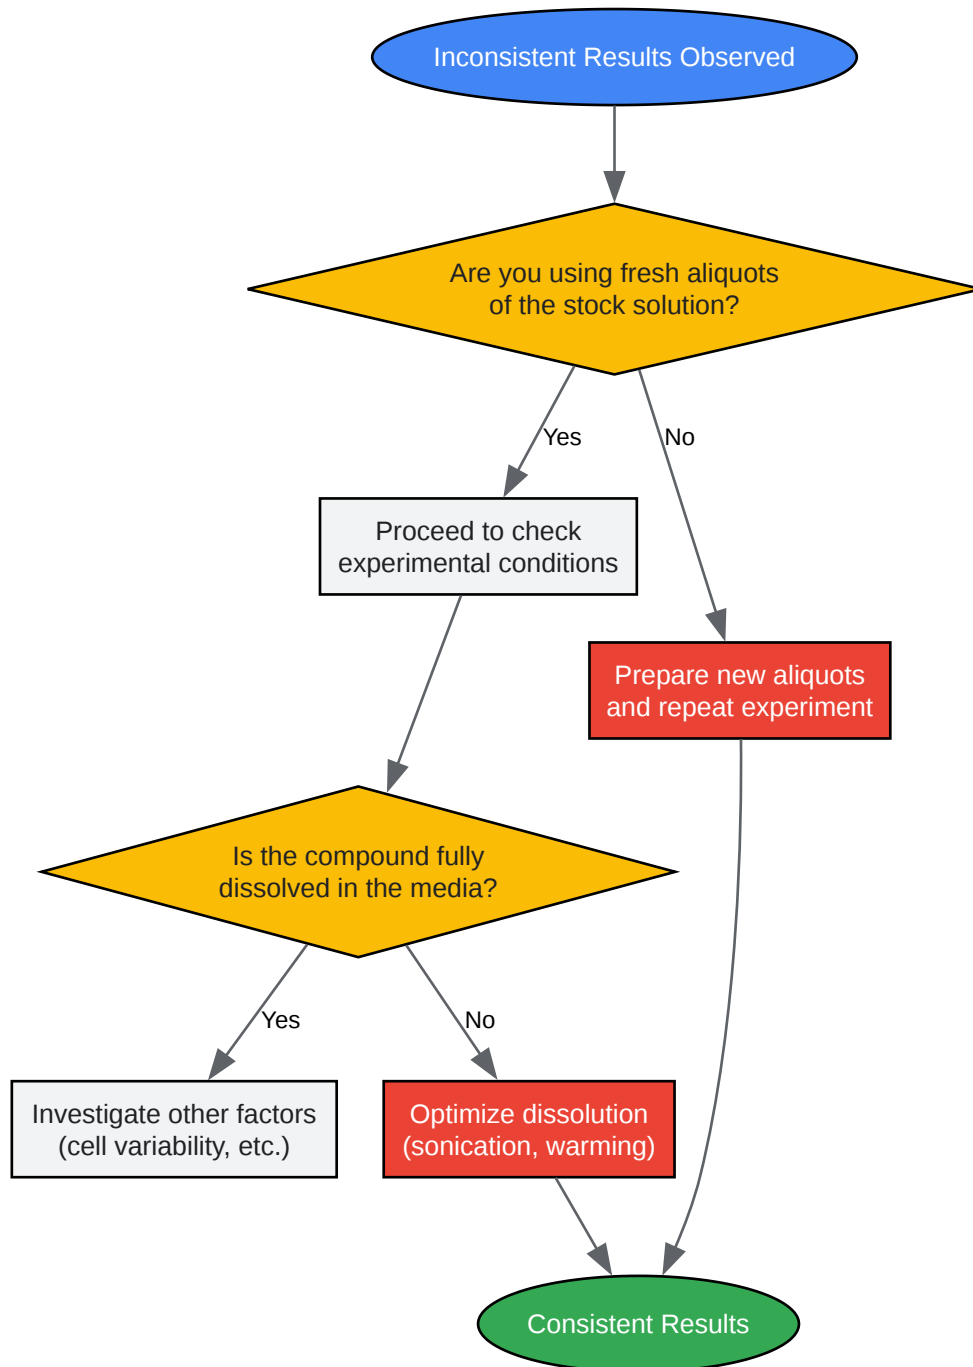 Inconsistent Results Observed
Are you using fresh aliquots
of the stock solution?
Yes
No
Proceed to check
experimental conditions
Prepare new aliquots
and repeat experiment
Is the compound fully
dissolved in the media?
Yes
No
Investigate other factors
(cell variability, etc.)
Optimize dissolution
(sonication, warming)
Consistent Results